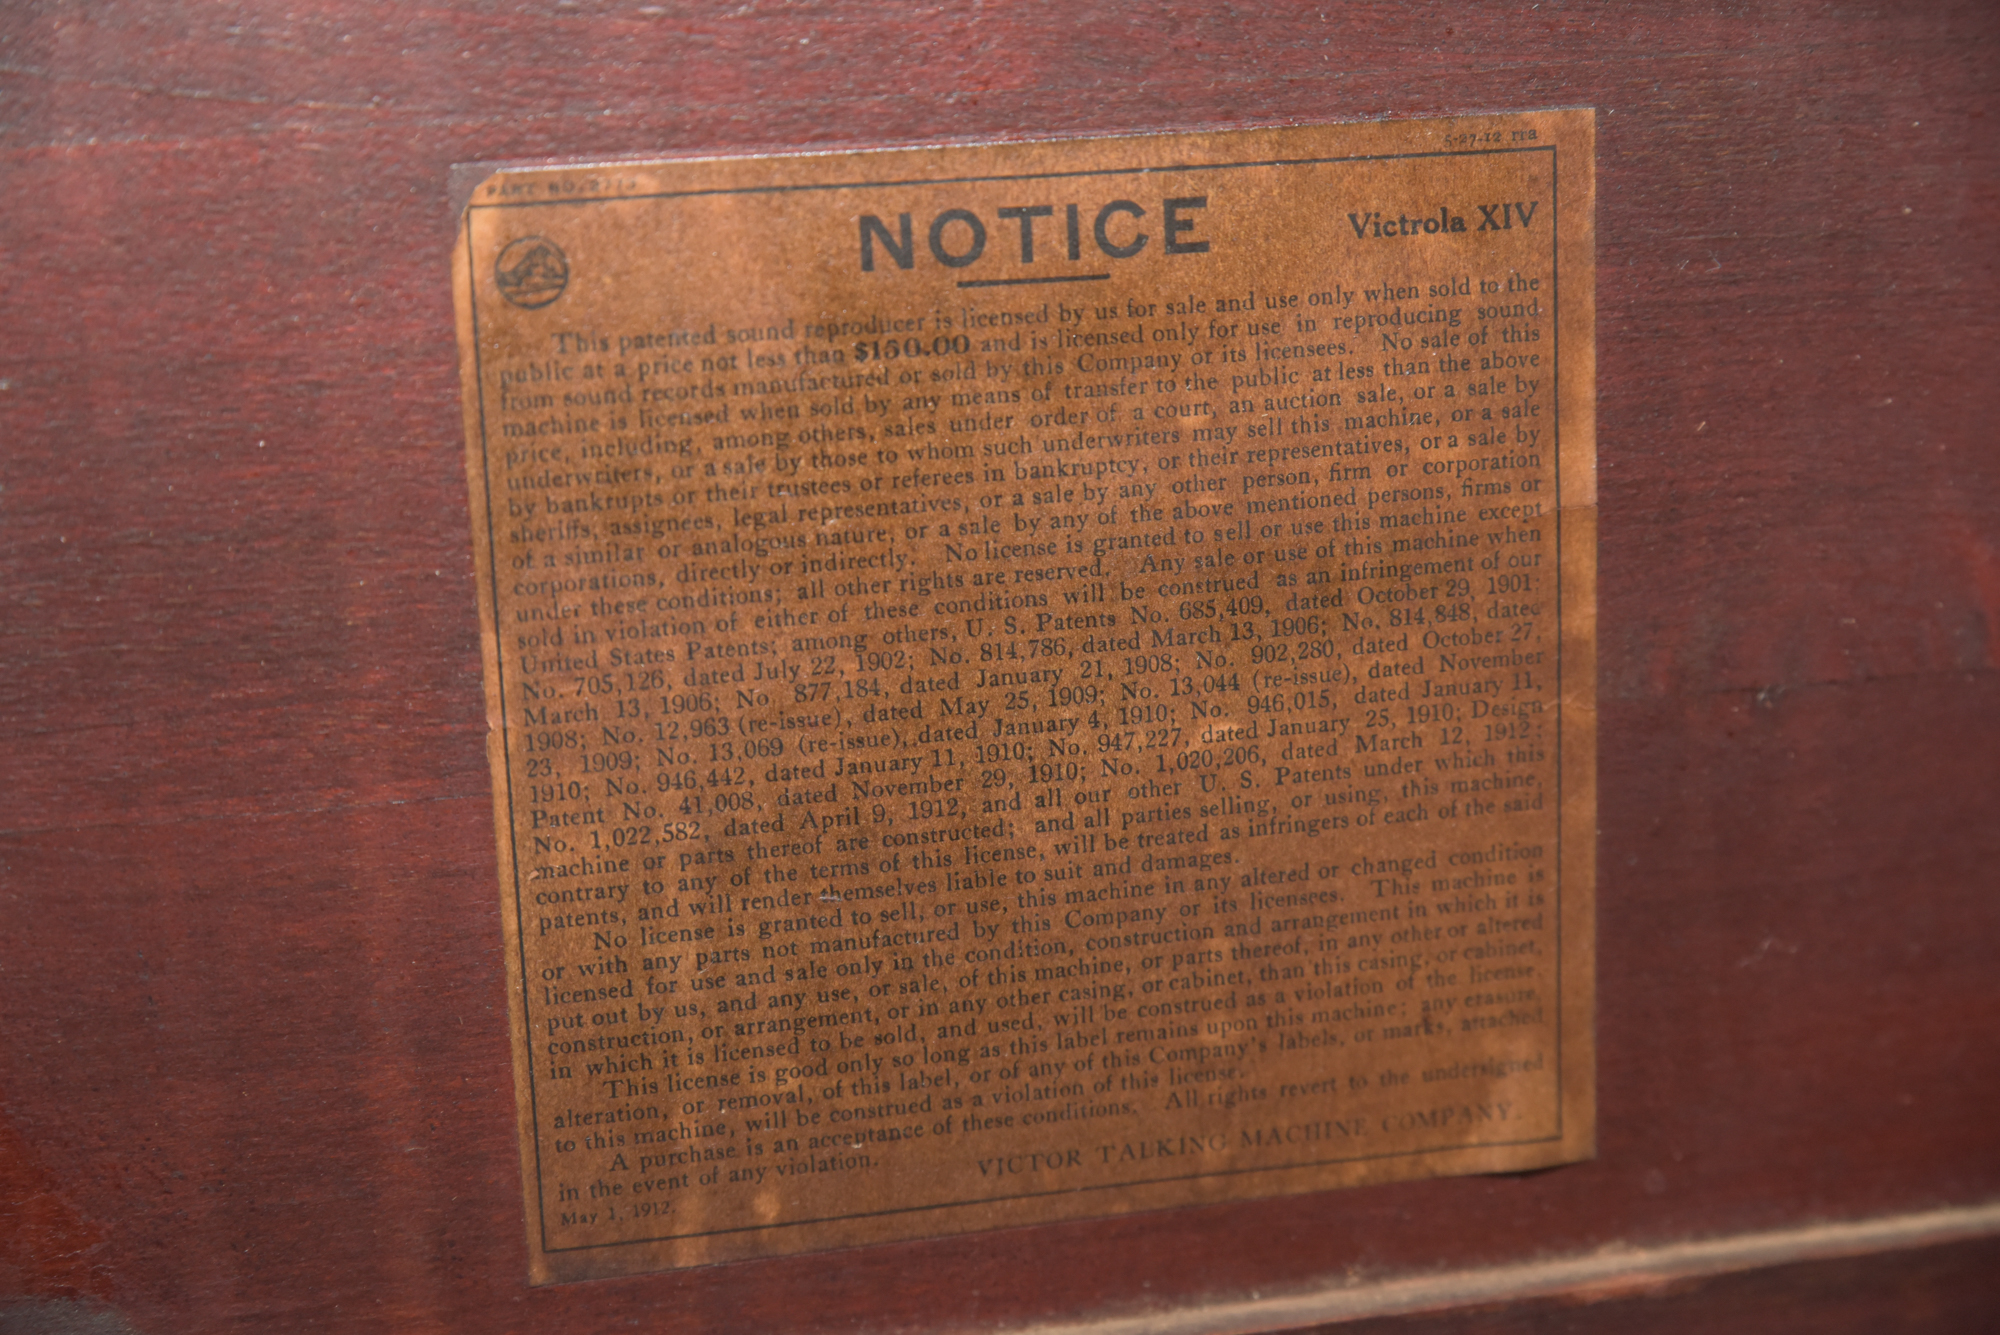 PART NO. 2713
5-27-12 11a
NOTICE
Victrola XIV
This patented sound reproducer is licensed by us for sale and use only when sold to the
public at a price not less than $150.00 and is licensed only for use in reproducing sound
from sound records manufactured or sold by this Company or its licensees. No sale of this
machine is licensed when sold by any means of transfer to the public at less than the above
price, including, among others, sales under order of a court, an auction sale, or a sale by
underwriters, or a sale by those to whom such underwriters may sell this machine, or a sale
by bankrupts or their trustees or referees in bankruptcy, or their representatives, or a sale by
sheriffs, assignees, legal representatives, or a sale by any other person, firm or corporation
of a similar or analogous nature, or a sale by any of the above mentioned persons, firms or
corporations, directly or indirectly. No license is granted to sell or use this machine except
under these conditions; all other rights are reserved. Any sale or use of this machine when
sold in violation of either of these conditions will be construed as an infringement of our
United States Patents; among others, U. S. Patents No. 685,409, dated October 29, 1901;
No. 705,126, dated July 22, 1902; No. 814,786, dated March 13, 1906; No. 814,848, dated
March 13, 1906; No. 877,184, dated January 21, 1908; No. 902,280, dated October 27,
1908; No. 12,963 (re-issue), dated May 25, 1909; No. 13,044 (re-issue), dated November
23, 1909; No. 13,069 (re-issue), dated January 4, 1910; No. 946,015, dated January 11,
1910; No. 946,442, dated January 11, 1910; No. 947,227, dated January 25, 1910; Design
Patent No. 41,008, dated November 29, 1910; No. 1,020,206, dated March 12, 1912;
No. 1,022,582, dated April 9, 1912, and all our other U. S. Patents under which this
machine or parts thereof are constructed; and all parties selling, or using, this machine,
contrary to any of the terms of this license, will be treated as infringers of each of the said
patents, and will render themselves liable to suit and damages.
No license is granted to sell, or use, this machine in any altered or changed condition
or with any parts not manufactured by this Company or its licensees. This machine is
licensed for use and sale only in the condition, construction and arrangement in which it is
put out by us, and any use, or sale, of this machine, or parts thereof, in any other or altered
construction, or arrangement, or in any other casing, or cabinet, than this casing, or cabinet,
in which it is licensed to be sold, and used, will be construed as a violation of the license.
This license is good only so long as this label remains upon this machine; any erasure,
alteration, or removal, of this label, or of any of this Company's labels, or marks, attached
to this machine, will be construed as a violation of this license.
A purchase is an acceptance of these conditions. All rights revert to the undersigned
in the event of any violation.
VICTOR TALKING MACHINE COMPANY.
May 1, 1912.